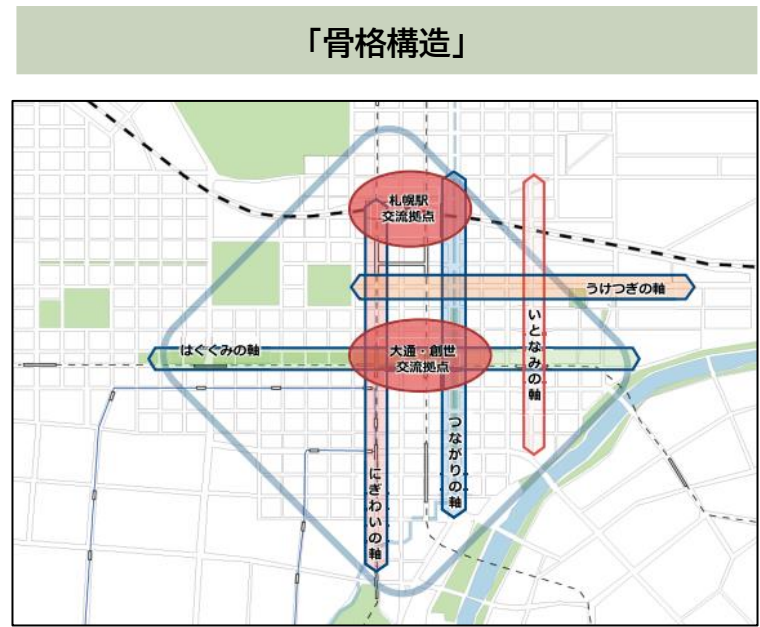 「骨格構造」
札幌駅
交流拠点
うけつぎの軸
いとなみの軸
はぐくみの軸
大通・創世
交流拠点
つながりの軸
にぎわいの軸